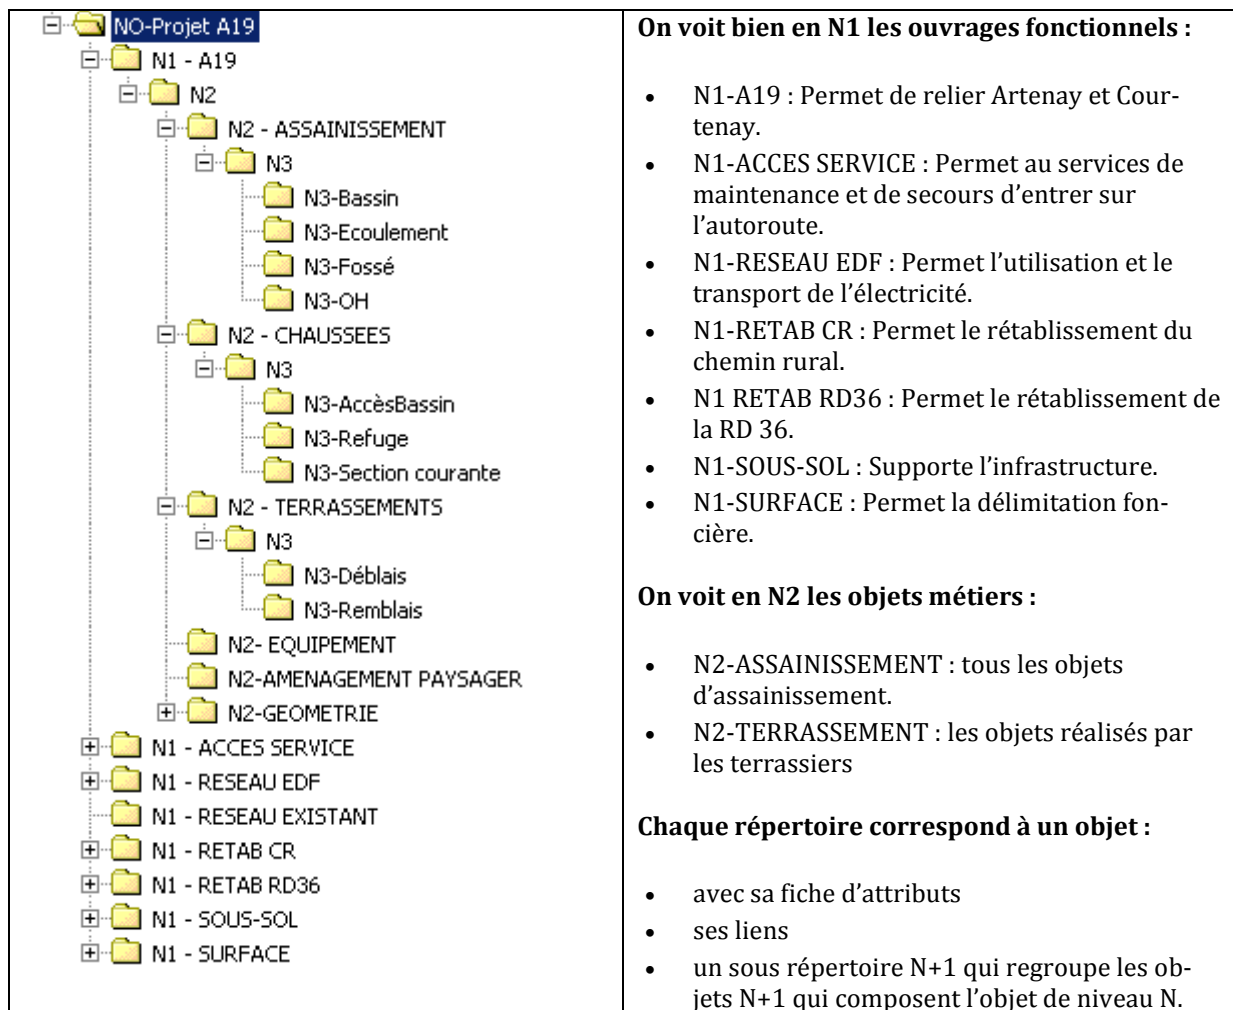 NO-Projet A19
N1 - A19
N2
N2 - ASSAINISSEMENT
N3
N3-Bassin
N3-Ecoulement
N3-Fossé
N3-OH
N2 - CHAUSSEES
N3
N3-AccèsBassin
N3-Refuge
N3-Section courante
N2 - TERRASSEMENTS
N3
N3-Déblais
N3-Remblais
N2- EQUIPEMENT
N2-AMENAGEMENT PAYSAGER
N2-GEOMETRIE
N1 - ACCES SERVICE
N1 - RESEAU EDF
N1 - RESEAU EXISTANT
N1 - RETAB CR
N1 - RETAB RD36
N1 - SOUS-SOL
N1 - SURFACE
On voit bien en N1 les ouvrages fonctionnels :
• N1-A19 : Permet de relier Artenay et Cour-
tenay.
• N1-ACCES SERVICE : Permet au services de
maintenance et de secours d’entrer sur
l’autoroute.
• N1-RESEAU EDF : Permet l’utilisation et le
transport de l’électricité.
• N1-RETAB CR : Permet le rétablissement du
chemin rural.
• N1 RETAB RD36 : Permet le rétablissement de
la RD 36.
• N1-SOUS-SOL : Supporte l’infrastructure.
• N1-SURFACE : Permet la délimitation fon-
cière.
On voit en N2 les objets métiers :
• N2-ASSAINISSEMENT : tous les objets
d’assainissement.
• N2-TERRASSEMENT : les objets réalisés par
les terrassiers
Chaque répertoire correspond à un objet :
• avec sa fiche d’attributs
• ses liens
• un sous répertoire N+1 qui regroupe les ob-
jets N+1 qui composent l’objet de niveau N.